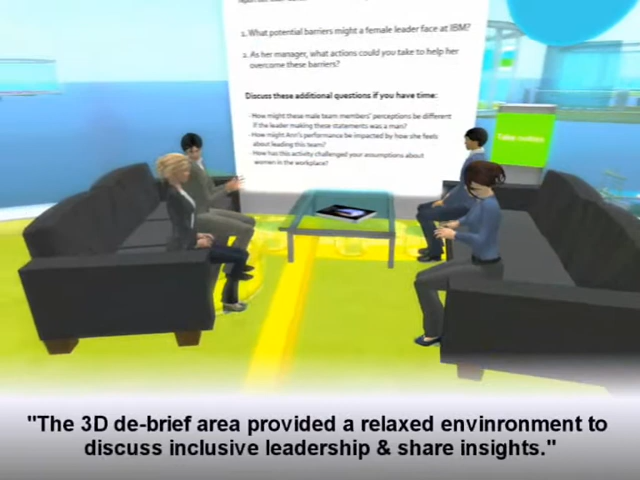 1. What potential barriers might a female leader face at IBM?
2. As her manager, what actions could you take to help her
overcome these barriers?
Discuss these additional questions if you have time:
- How might these male team members' perceptions be different
if the leader making these statements was a man?
- How might Ann's performance be impacted by how she feels
about leading this team?
- How has this activity challenged your assumptions about
women in the workplace?
Take notes
"The 3D de-brief area provided a relaxed envinronment to
discuss inclusive leadership & share insights."